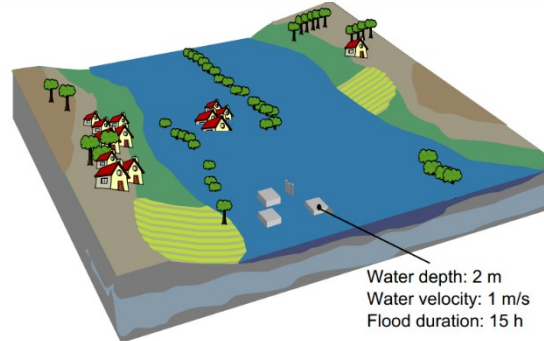 Water depth: 2 m
Water velocity: 1 m/s
Flood duration: 15 h